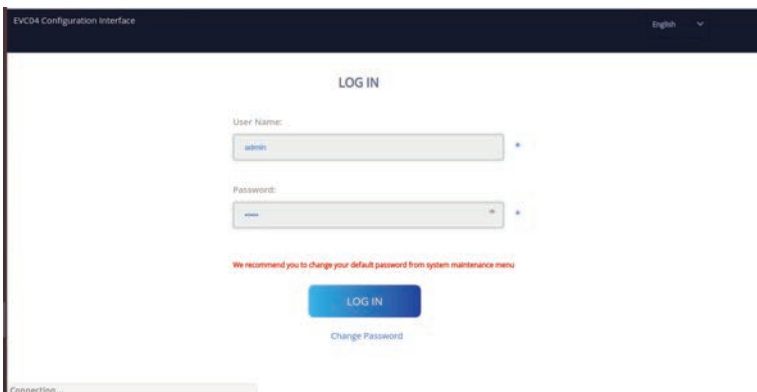 EVC04 Configuration Interface
English
LOG IN
User Name:
admin
*
Password:
•••••
*
We recommend you to change your default password from system maintenance menu
LOG IN
Change Password
Connecting ...